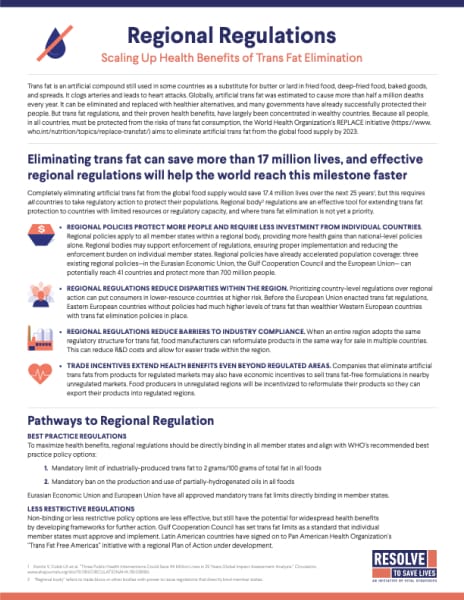 Regional Regulations
Scaling Up Health Benefits of Trans Fat Elimination
Trans fat is an artificial compound still used in some countries as a substitute for butter or lard in fried food, deep-fried food, baked goods,
and spreads. It clogs arteries and leads to heart attacks. Globally, artificial trans fat was estimated to cause more than half a million deaths
every year. It can be eliminated and replaced with healthier alternatives, and many governments have already successfully protected their
people. But trans fat regulations, and their proven health benefits, have largely been concentrated in wealthy countries. Because all people,
in all countries, must be protected from the risks of trans fat consumption, the World Health Organization's REPLACE initiative (https://www.
who.int/nutrition/topics/replace-transfat/) aims to eliminate artificial trans fat from the global food supply by 2023.
Eliminating trans fat can save more than 17 million lives, and effective
regional regulations will help the world reach this milestone faster
Completely eliminating artificial trans fat from the global food supply would save 17.4 million lives over the next 25 years¹, but this requires
all countries to take regulatory action to protect their populations. Regional body² regulations are an effective tool for extending trans fat
protection to countries with limited resources or regulatory capacity, and where trans fat elimination is not yet a priority.
$
• REGIONAL POLICIES PROTECT MORE PEOPLE AND REQUIRE LESS INVESTMENT FROM INDIVIDUAL COUNTRIES.
Regional policies apply to all member states within a regional body, providing more health gains than national-level policies
alone. Regional bodies may support enforcement of regulations, ensuring proper implementation and reducing the
enforcement burden on individual member states. Regional policies have already accelerated population coverage: three
existing regional policies—in the Eurasian Economic Union, the Gulf Cooperation Council and the European Union— can
potentially reach 41 countries and protect more than 700 million people.
• REGIONAL REGULATIONS REDUCE DISPARITIES WITHIN THE REGION. Prioritizing country-level regulations over regional
action can put consumers in lower-resource countries at higher risk. Before the European Union enacted trans fat regulations,
Eastern European countries without policies had much higher levels of trans fat than wealthier Western European countries
with trans fat elimination policies in place.
• REGIONAL REGULATIONS REDUCE BARRIERS TO INDUSTRY COMPLIANCE. When an entire region adopts the same
regulatory structure for trans fat, food manufacturers can reformulate products in the same way for sale in multiple countries.
This can reduce R&D costs and allow for easier trade within the region.
• TRADE INCENTIVES EXTEND HEALTH BENEFITS EVEN BEYOND REGULATED AREAS. Companies that eliminate artificial
trans fats from products for regulated markets may also have economic incentives to sell trans fat-free formulations in nearby
unregulated markets. Food producers in unregulated regions will be incentivized to reformulate their products so they can
export their products into regulated regions.
Pathways to Regional Regulation
BEST PRACTICE REGULATIONS
To maximize health benefits, regional regulations should be directly binding in all member states and align with WHO's recommended best
practice policy options:
1. Mandatory limit of industrially-produced trans fat to 2 grams/100 grams of total fat in all foods
2. Mandatory ban on the production and use of partially-hydrogenated oils in all foods
Eurasian Economic Union and European Union have all approved mandatory trans fat limits directly binding in member states.
LESS RESTRICTIVE REGULATIONS
Non-binding or less restrictive policy options are less effective, but still have the potential for widespread health benefits
by developing frameworks for further action. Gulf Cooperation Council has set trans fat limits as a standard that individual
member states must approve and implement. Latin American countries have signed on to Pan American Health Organization's
"Trans Fat Free Americas" initiative with a regional Plan of Action under development.
2 "Regional body" refers to trade blocs or other bodies with power to issue regulations that directly bind member states.
RESOLVE
TO SAVE LIVES
AN INITIATIVE OF VITAL STRATEGIES